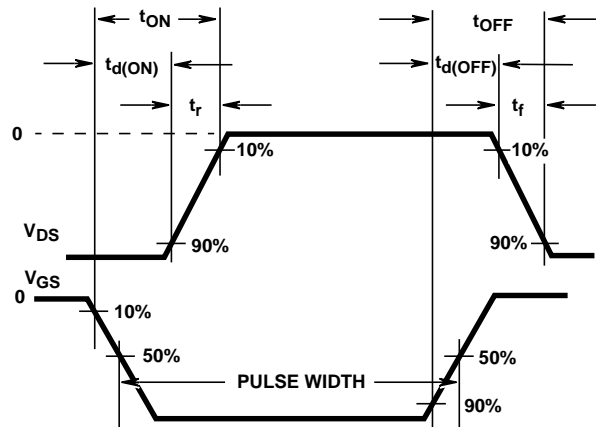 tON tOFF
td(ON) td(OFF)
tr tf
0
10% 10%
VDS 90% 90%
VGS
0
10%
50% 50%
PULSE WIDTH
90%